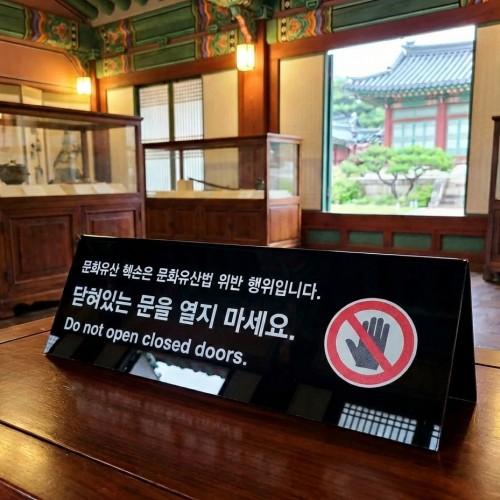 문화유산 헥손은 문화유산법 위반 행위입니다.
닫혀있는 문을 열지 마세요.
Do not open closed doors.